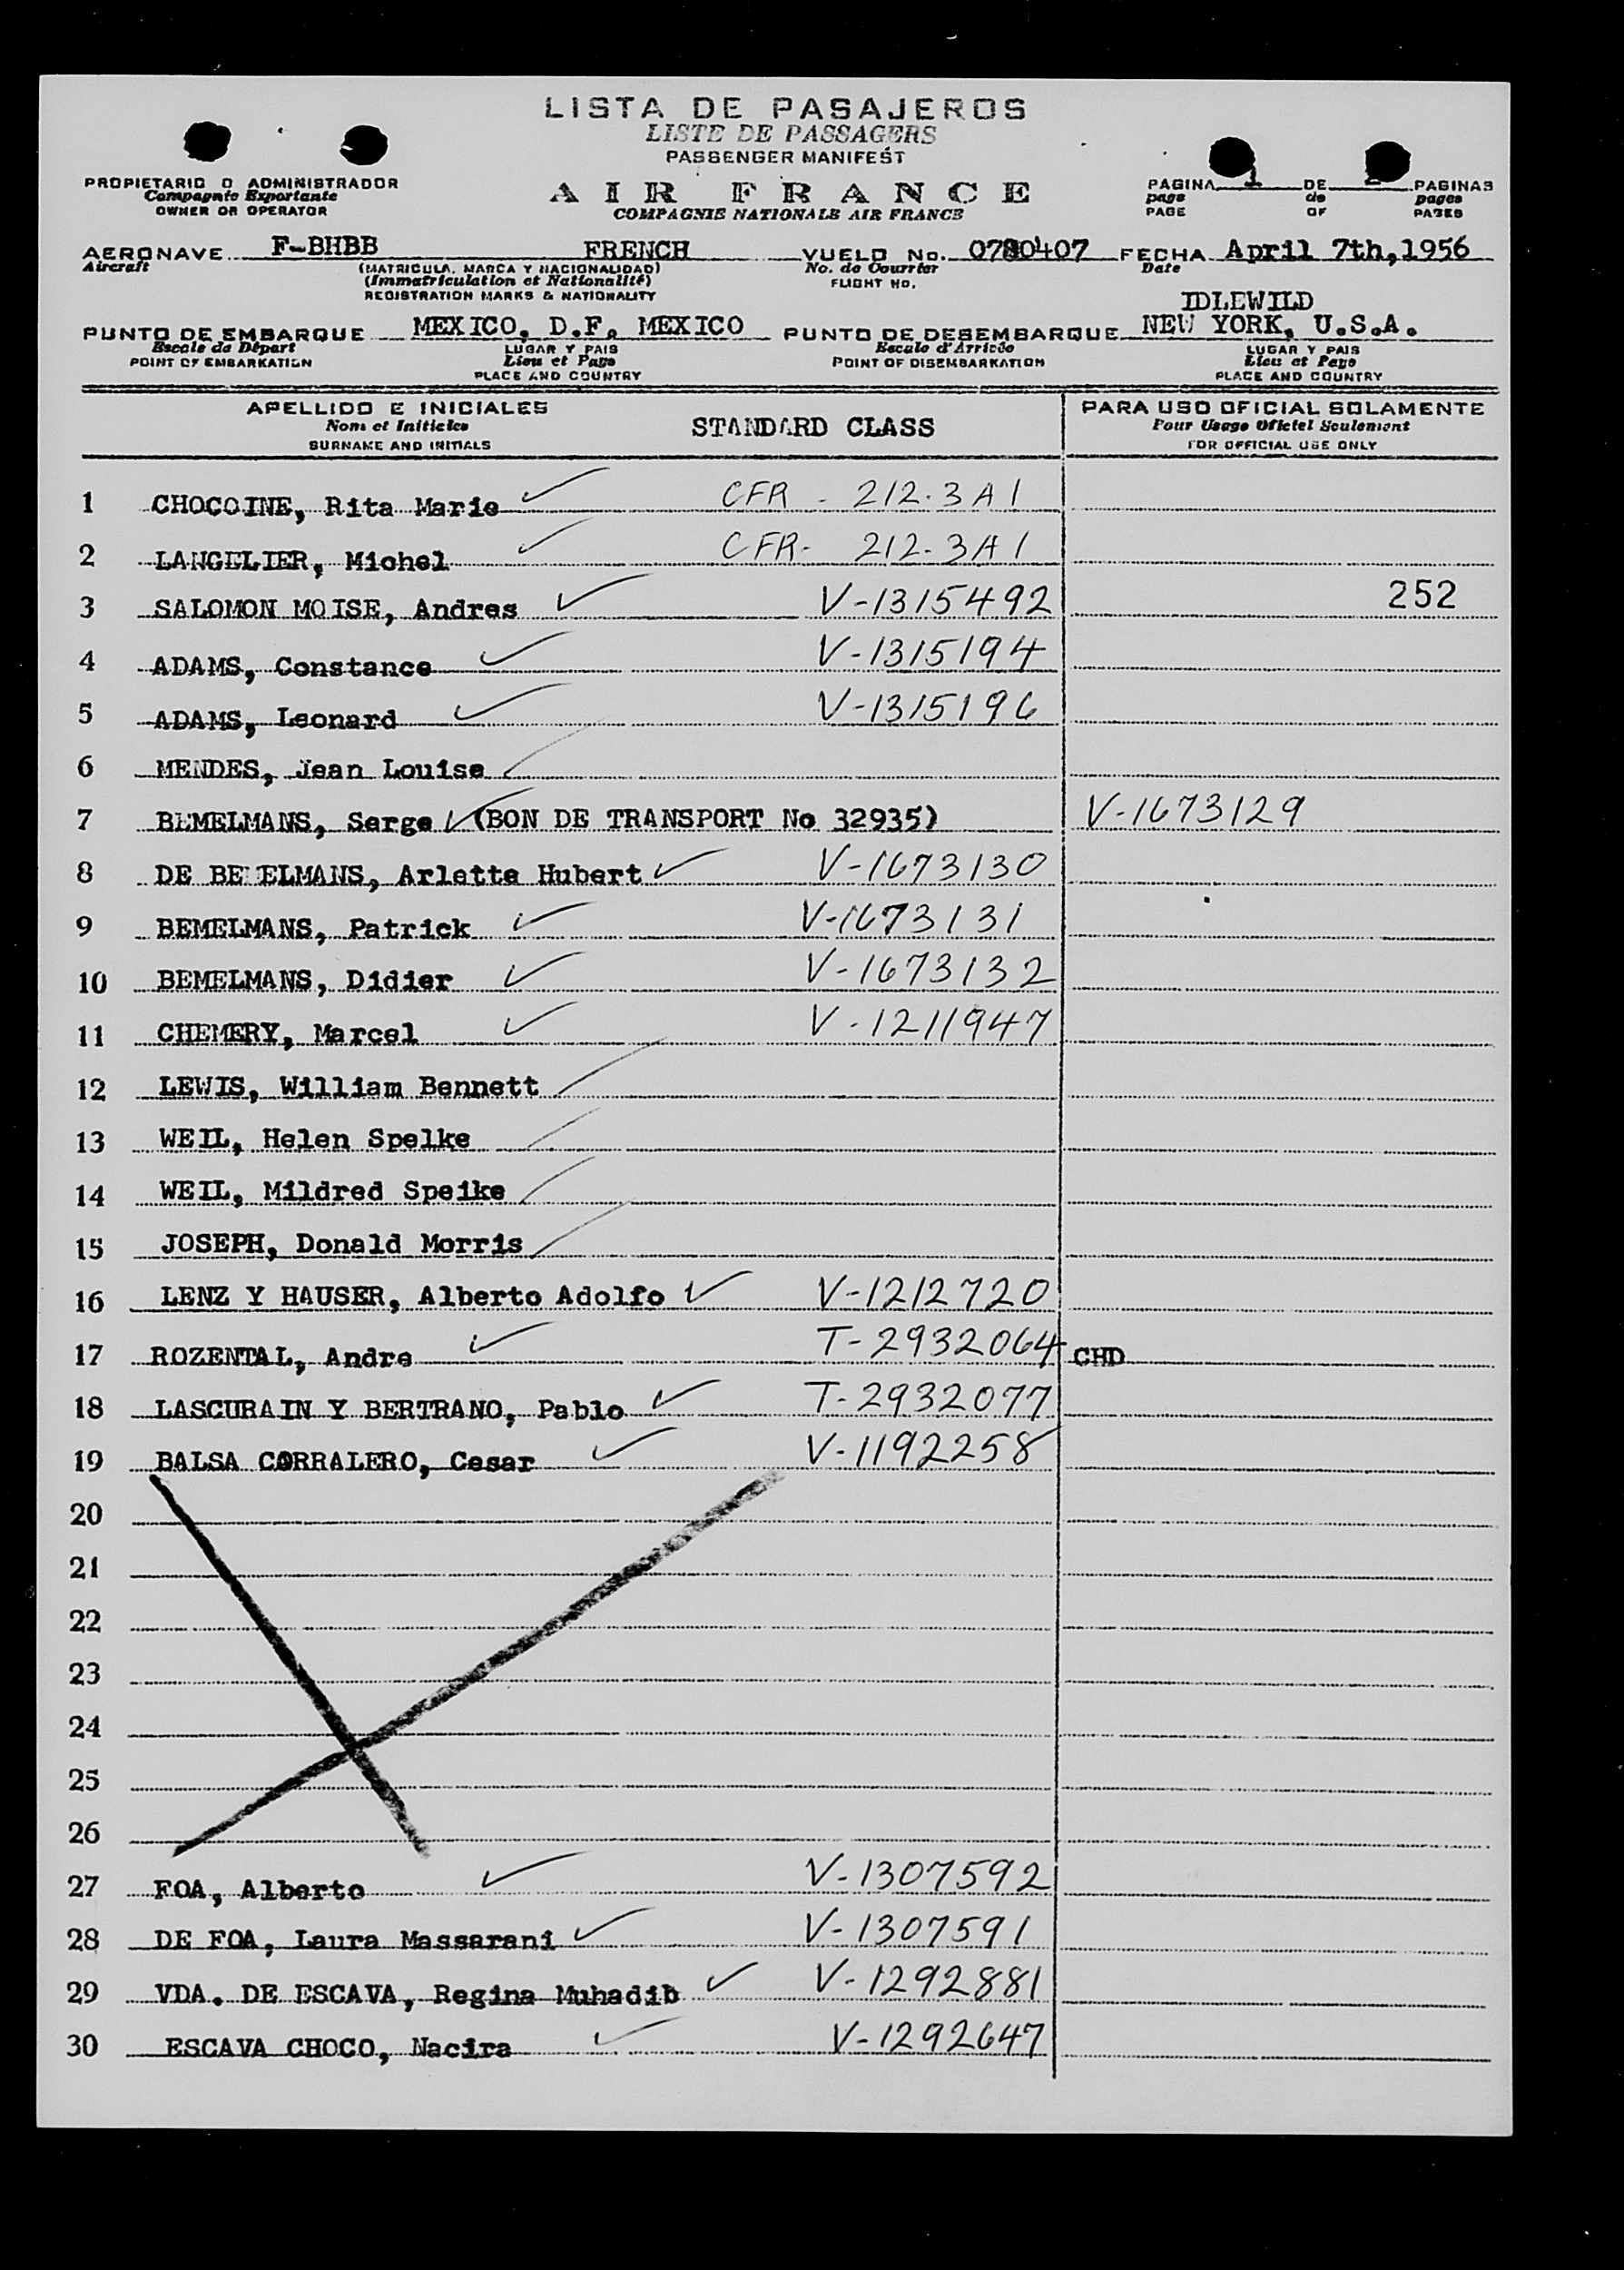 LISTA DE PASAJEROS
LISTE DE PASSAGERS
PASSENGER MANIFEST
AIR FRANCE
COMPAGNIE NATIONALE AIR FRANCE
PROPIETARIO O ADMINISTRADOR
Compagnie Exportante
OWNER OR OPERATOR
PAGINA 1 DE 2 PAGINAS
page de pages
PAGE OF PAGES
AERONAVE F-BHBB FRENCH VUELO No. 0780407 FECHA April 7th,1956
Aircraft (MATRICULA, MARCA Y NACIONALIDAD) No. de Courrier Date
(Immatriculation et Nationalité) FLIGHT No.
REGISTRATION MARKS & NATIONALITY
IDLEWILD
PUNTO DE EMBARQUE MEXICO, D.F. MEXICO PUNTO DE DESEMBARQUE NEW YORK, U.S.A.
Escale de Départ LUGAR Y PAIS Escale d'Arrivée LUGAR Y PAIS
POINT OF EMBARKATION Lieu et Pays POINT OF DISEMBARKATION Lieu et Pays
PLACE AND COUNTRY PLACE AND COUNTRY
APELLIDO E INICIALES STANDARD CLASS PARA USO OFICIAL SOLAMENTE
Nom et Initiales Pour Usage Officiel Seulement
SURNAME AND INITIALS FOR OFFICIAL USE ONLY
1 CHOCOINE, Rita Marie CFR - 212.3A1
2 LANGELIER, Michel CFR- 212-3A1
3 SALOMON MOISE, Andres V-1315492 252
4 ADAMS, Constance V-1315194
5 ADAMS, Leonard V-1315196
6 MENDES, Jean Louise
7 BEMELMANS, Serge (BON DE TRANSPORT No 32935) V-1673129
8 DE BEMELMANS, Arlette Hubert V-1673130
9 BEMELMANS, Patrick V-1673131
10 BEMELMANS, Didier V-1673132
11 CHEMERY, Marcel V-1211947
12 LEWIS, William Bennett
13 WEIL, Helen Spelke
14 WEIL, Mildred Speike
15 JOSEPH, Donald Morris
16 LENZ Y HAUSER, Alberto Adolfo V-1212720
17 ROZENTAL, Andre T-2932064 CHD
18 LASCURAIN Y BERTRANO, Pablo T-2932077
19 BALSA CORRALERO, Cesar V-1192258
20
21
22
23
24
25
26
27 FOA, Alberto V-1307592
28 DE FOA, Laura Massarani V-1307591
29 VDA. DE ESCAVA, Regina Muhadib V-1292881
30 ESCAVA CHOCO, Nacira V-1292647